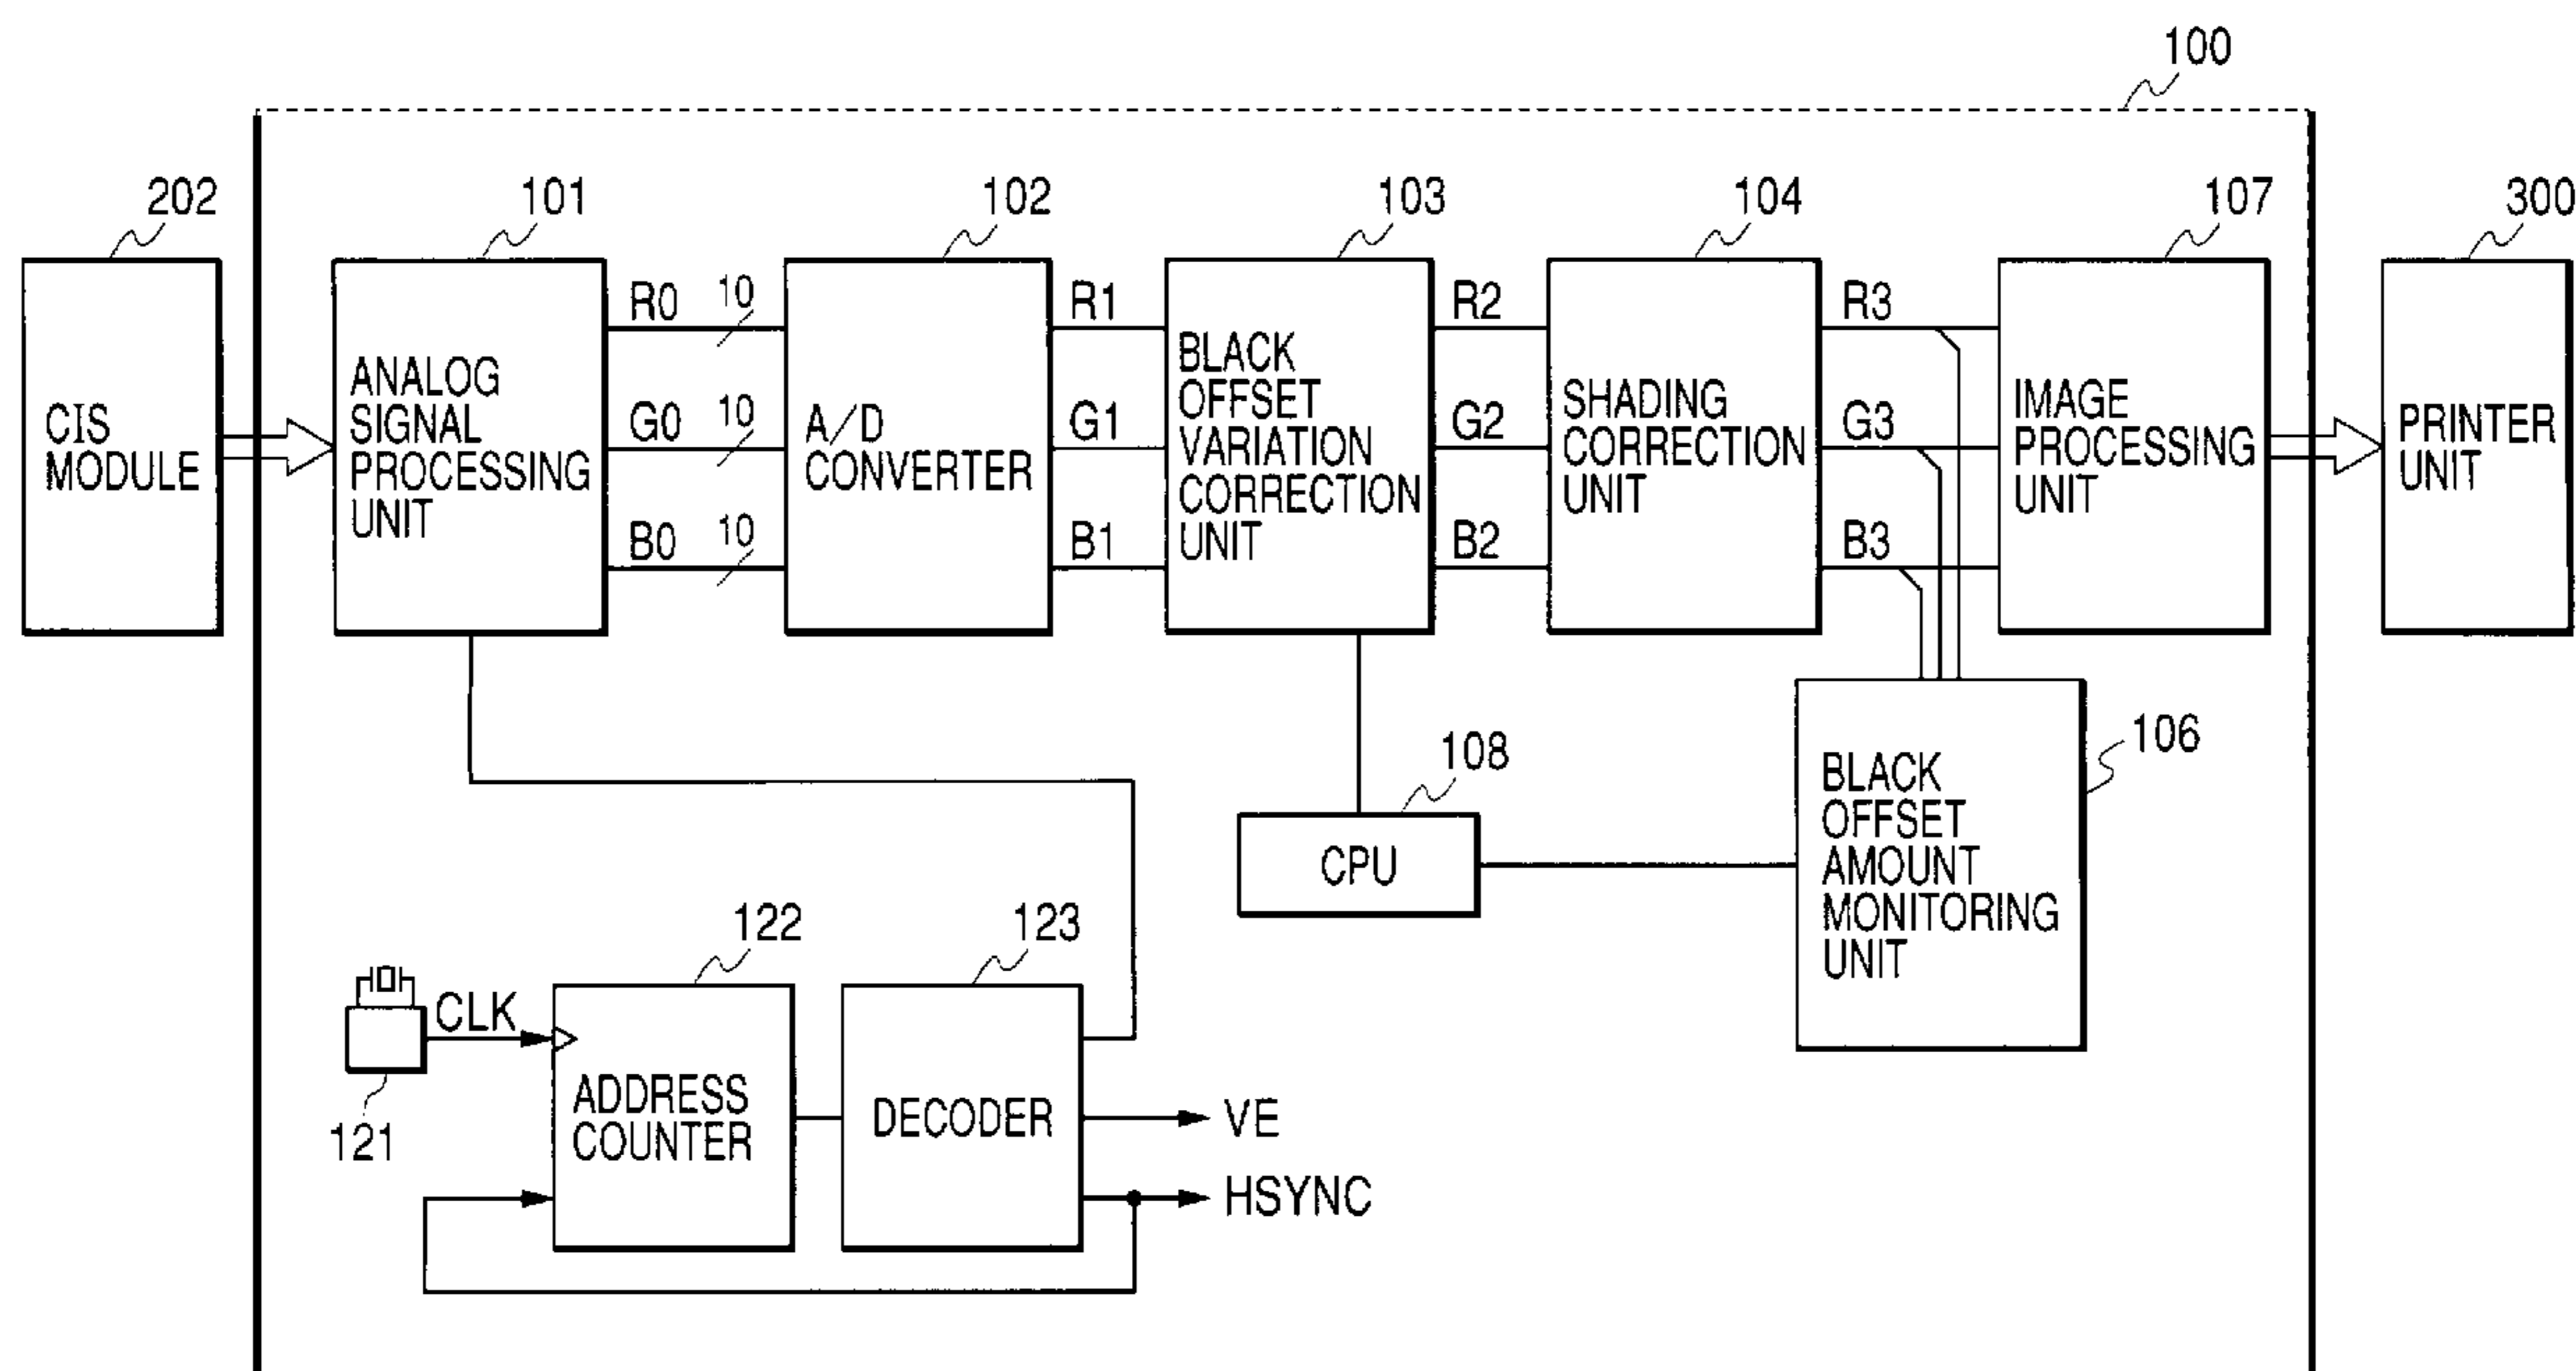 100
202
101
102
103
104
107
300
CIS
MODULE
ANALOG
SIGNAL
PROCESSING
UNIT
R0
10
G0
10
B0
10
A/D
CONVERTER
R1
G1
B1
BLACK
OFFSET
VARIATION
CORRECTION
UNIT
R2
G2
B2
SHADING
CORRECTION
UNIT
R3
G3
B3
IMAGE
PROCESSING
UNIT
PRINTER
UNIT
108
CPU
106
BLACK
OFFSET
AMOUNT
MONITORING
UNIT
122
123
CLK
121
ADDRESS
COUNTER
DECODER
VE
HSYNC